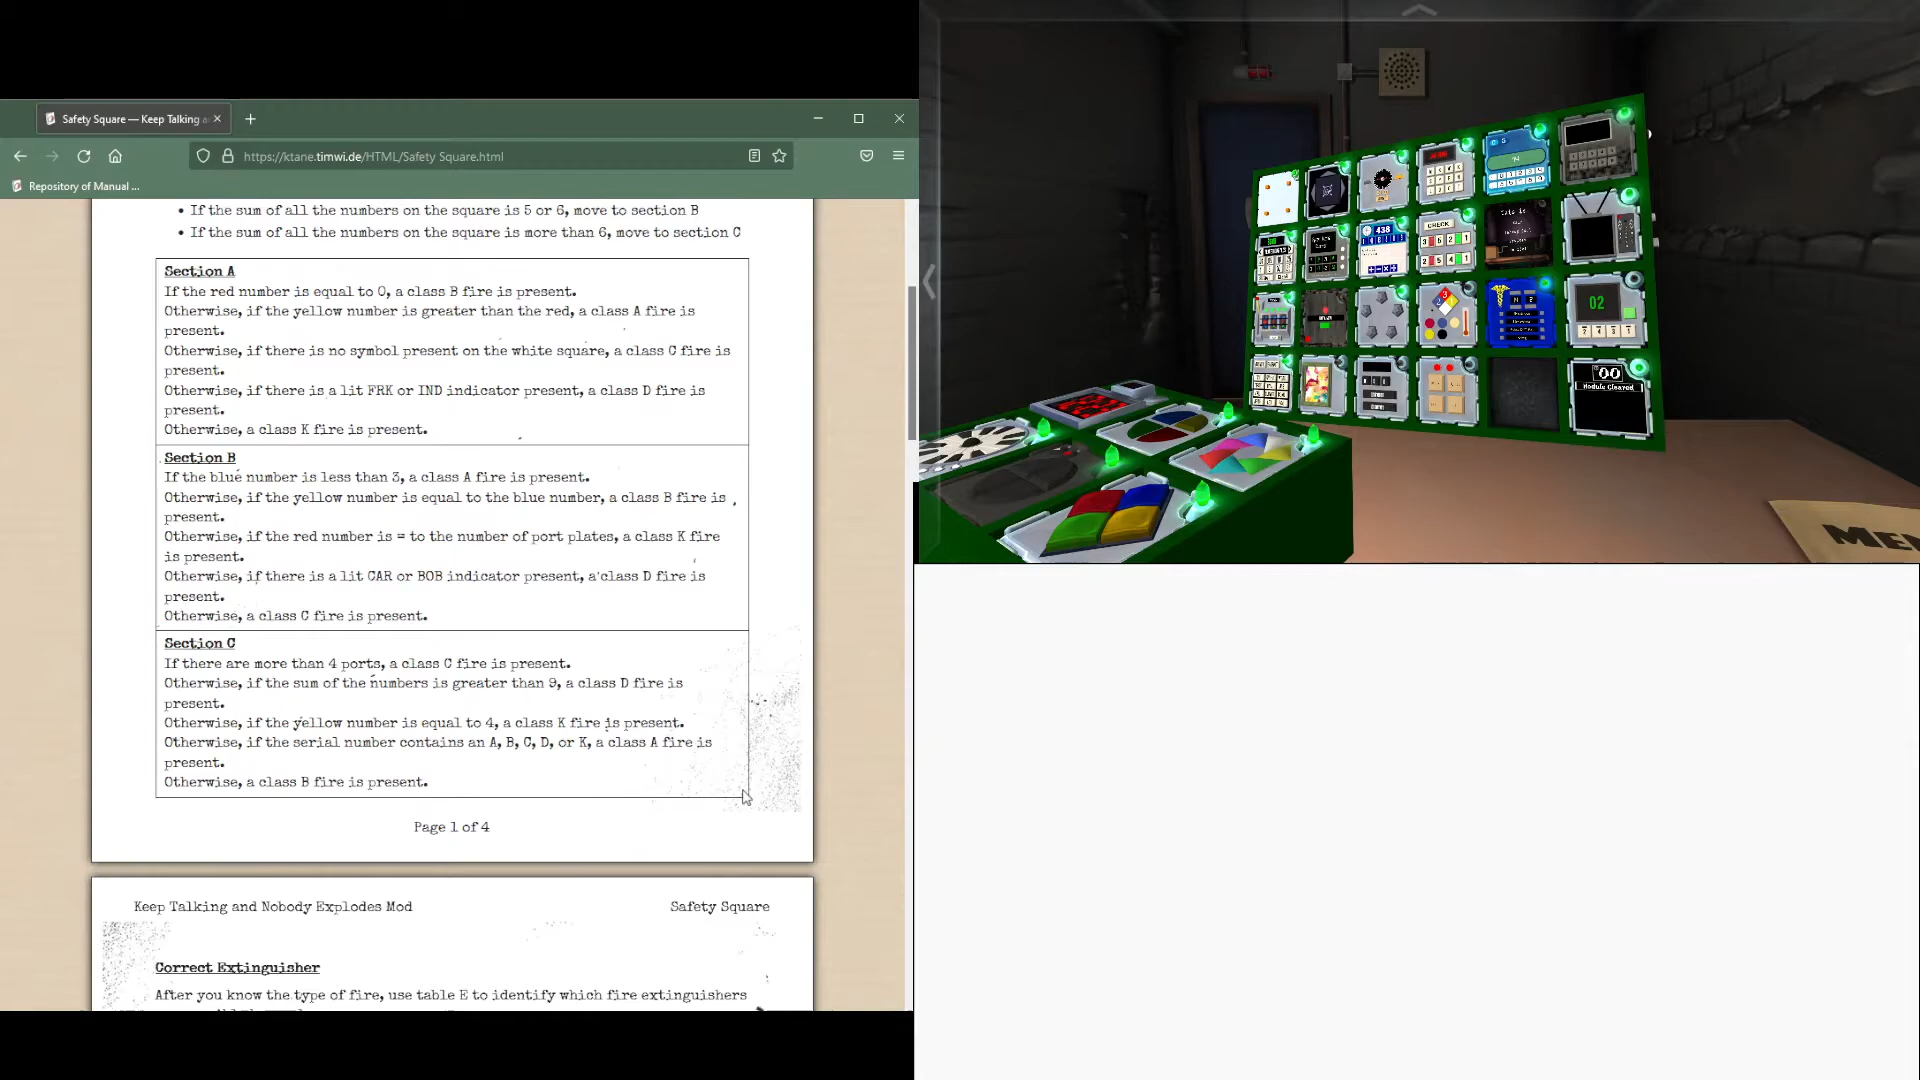 Safety Square — Keep Talking a
https://ktane.timwi.de/HTML/Safety Square.html
Repository of Manual ...
• If the sum of all the numbers on the square is 5 or 6, move to section B
• If the sum of all the numbers on the square is more than 6, move to section C
Section A
If the red number is equal to 0, a class B fire is present.
Otherwise, if the yellow number is greater than the red, a class A fire is
present.
Otherwise, if there is no symbol present on the white square, a class C fire is
present.
Otherwise, if there is a lit FRK or IND indicator present, a class D fire is
present.
Otherwise, a class K fire is present.
Section B
If the blue number is less than 3, a class A fire is present.
Otherwise, if the yellow number is equal to the blue number, a class B fire is
present.
Otherwise, if the red number is = to the number of port plates, a class K fire
is present.
Otherwise, if there is a lit CAR or BOB indicator present, a class D fire is
present.
Otherwise, a class C fire is present.
Section C
If there are more than 4 ports, a class C fire is present.
Otherwise, if the sum of the numbers is greater than 9, a class D fire is
present.
Otherwise, if the yellow number is equal to 4, a class K fire is present.
Otherwise, if the serial number contains an A, B, C, D, or K, a class A fire is
present.
Otherwise, a class B fire is present.
Page 1 of 4
Keep Talking and Nobody Explodes Mod
Safety Square
Correct Extinguisher
After you know the type of fire, use table E to identify which fire extinguishers
438
CHECK
02
00
Module Cleared